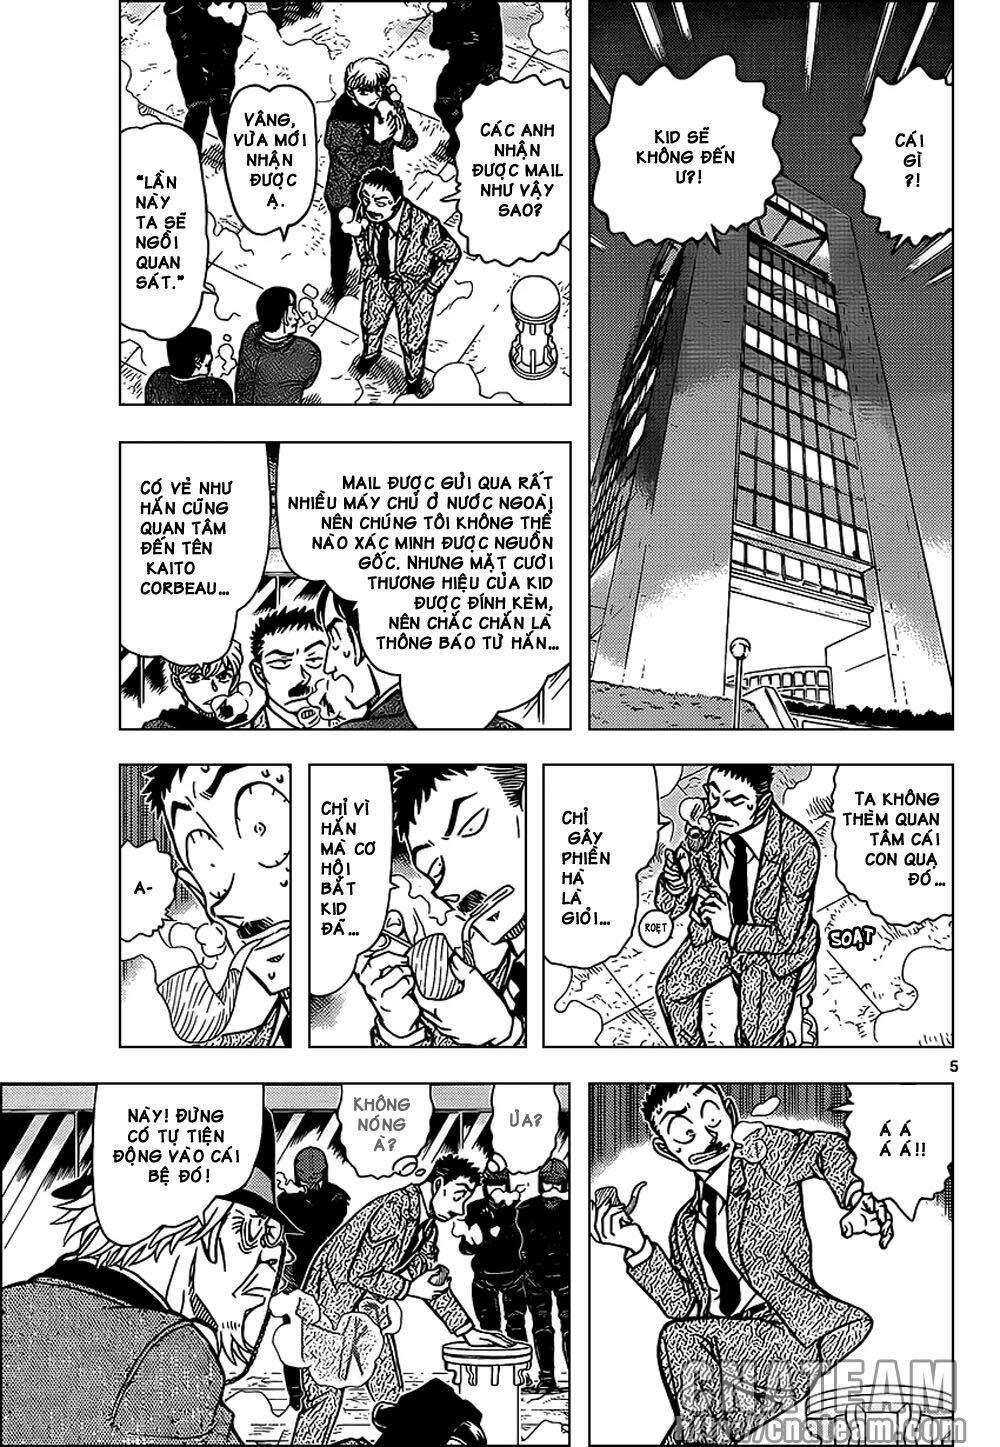 CÁI
GÌ
?!
KID SẼ
KHÔNG ĐẾN
Ư?!
CÁC ANH
NHẬN
ĐƯỢC MAIL
NHƯ VẬY
SAO?
VÂNG,
VỪA MỚI
NHẬN
ĐƯỢC
Ạ.
"LẦN
NÀY
TA SẼ
NGỒI
QUAN
SÁT."
MAIL ĐƯỢC GỬI QUA RẤT
NHIỀU MÁY CHỦ Ở NƯỚC NGOÀI
NÊN CHÚNG TÔI KHÔNG THỂ
NÀO XÁC MINH ĐƯỢC NGUỒN
GỐC. NHƯNG MẶT CƯƠI
THƯƠNG HIỆU CỦA KID
ĐƯỢC ĐÍNH KÈM,
NÊN CHẮC CHẮN LÀ
THÔNG BÁO TỪ HẮN...
CÓ VẺ NHƯ
HẮN CŨNG
QUAN TÂM
ĐẾN TÊN
KAITO
CORBEAU...
TA KHÔNG
THÈM QUAN
TÂM CÁI
CON QUẠ
ĐÓ...
SOẠT
ROẸT
CHỈ
GÂY
PHIỀN
HÀ
LÀ
GIỎI...
CHỈ VÌ
HẮN
MÀ CƠ
HỘI
BẮT
KID
ĐÃ...
A-
5
Á Á
Á Á!!
ỦA?
KHÔNG
NÓNG
À?
NÀY! ĐỪNG
CÓ TỰ TIỆN
ĐỘNG VÀO CÁI
BỆ ĐÓ!
CNATEAM
http://cnateam.com/